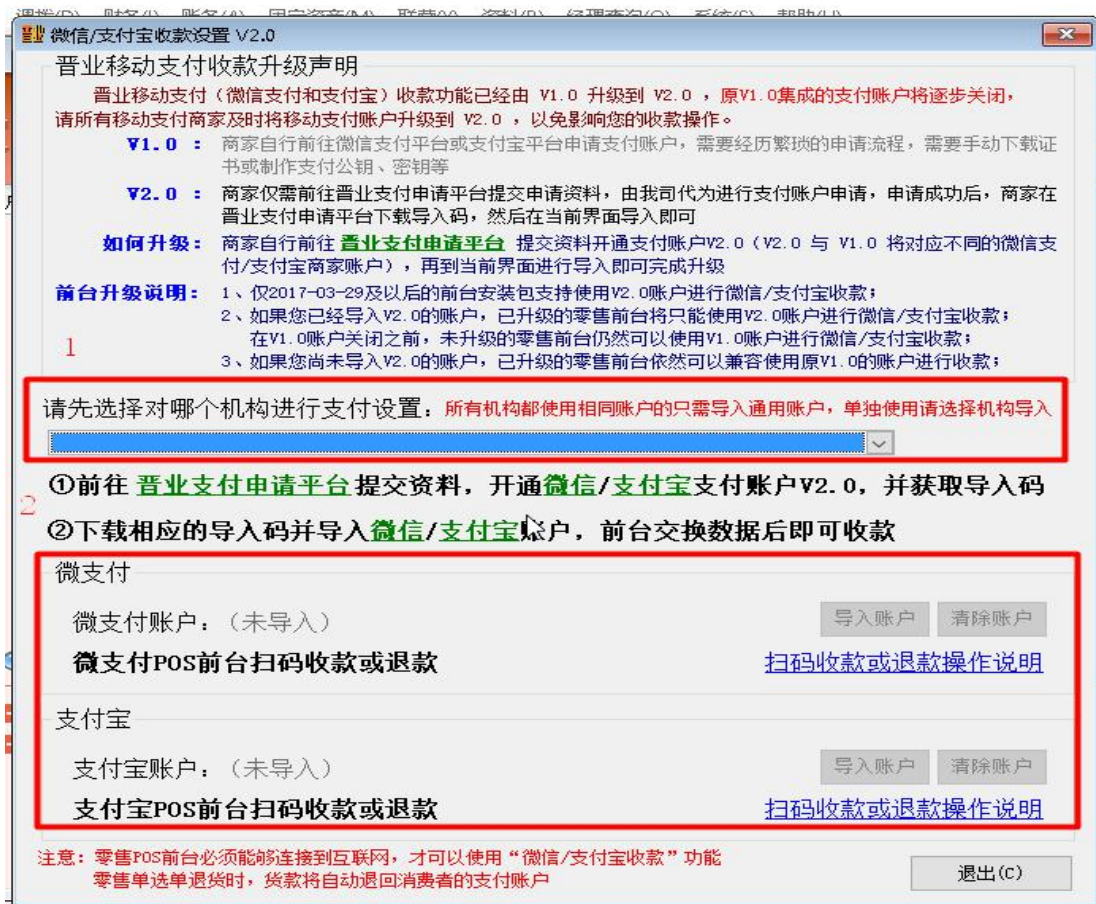 微信/支付宝收款设置 V2.0
晋业移动支付收款升级声明
晋业移动支付（微信支付和支付宝）收款功能已经由 V1.0 升级到 V2.0 ，原V1.0集成的支付账户将逐步关闭，
请所有移动支付商家及时将移动支付账户升级到 V2.0 ，以免影响您的收款操作。
V1.0 ： 商家自行前往微信支付平台或支付宝平台申请支付账户，需要经历繁琐的申请流程，需要手动下载证
书或制作支付公钥、密钥等
V2.0 ： 商家仅需前往晋业支付申请平台提交申请资料，由我司代为进行支付账户申请，申请成功后，商家在
晋业支付申请平台下载导入码，然后在当前界面导入即可
如何升级： 商家自行前往 晋业支付申请平台 提交资料开通支付账户V2.0（V2.0 与 V1.0 将对应不同的微信支
付/支付宝商家账户），再到当前界面进行导入即可完成升级
前台升级说明： 1、仅2017-03-29及以后的前台安装包支持使用V2.0账户进行微信/支付宝收款；
2、如果您已经导入V2.0的账户，已升级的零售前台将只能使用V2.0账户进行微信/支付宝收款；
在V1.0账户关闭之前，未升级的零售前台仍然可以使用V1.0账户进行微信/支付宝收款；
1
3、如果您尚未导入V2.0的账户，已升级的零售前台依然可以兼容使用原V1.0的账户进行收款；
请先选择对哪个机构进行支付设置：所有机构都使用相同账户的只需导入通用账户，单独使用请选择机构导入
①前往 晋业支付申请平台 提交资料，开通微信/支付宝支付账户V2.0，并获取导入码
2
②下载相应的导入码并导入微信/支付宝账户，前台交换数据后即可收款
微支付
微支付账户：（未导入） 导入账户 清除账户
微支付POS前台扫码收款或退款 扫码收款或退款操作说明
支付宝
支付宝账户：（未导入） 导入账户 清除账户
支付宝POS前台扫码收款或退款 扫码收款或退款操作说明
注意：零售POS前台必须能够连接到互联网，才可以使用“微信/支付宝收款”功能
零售单选单退货时，货款将自动退回消费者的支付账户
退出(C)